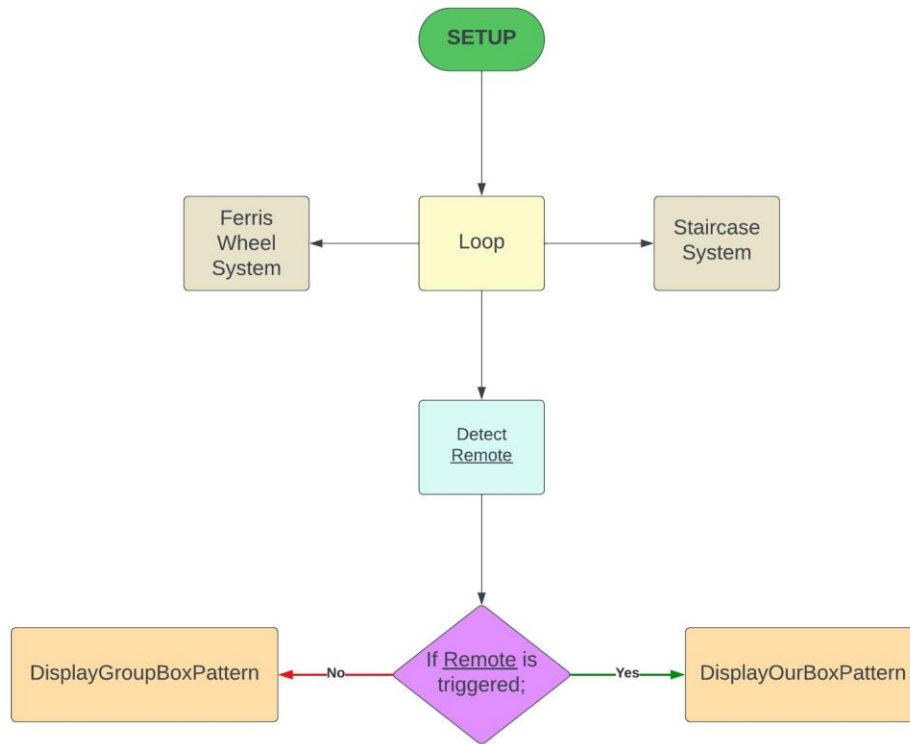 SETUP
Ferris
Wheel
System
Loop
Staircase
System
Detect
Remote
DisplayGroupBoxPattern
No
If Remote is
triggered;
Yes
DisplayOurBoxPattern